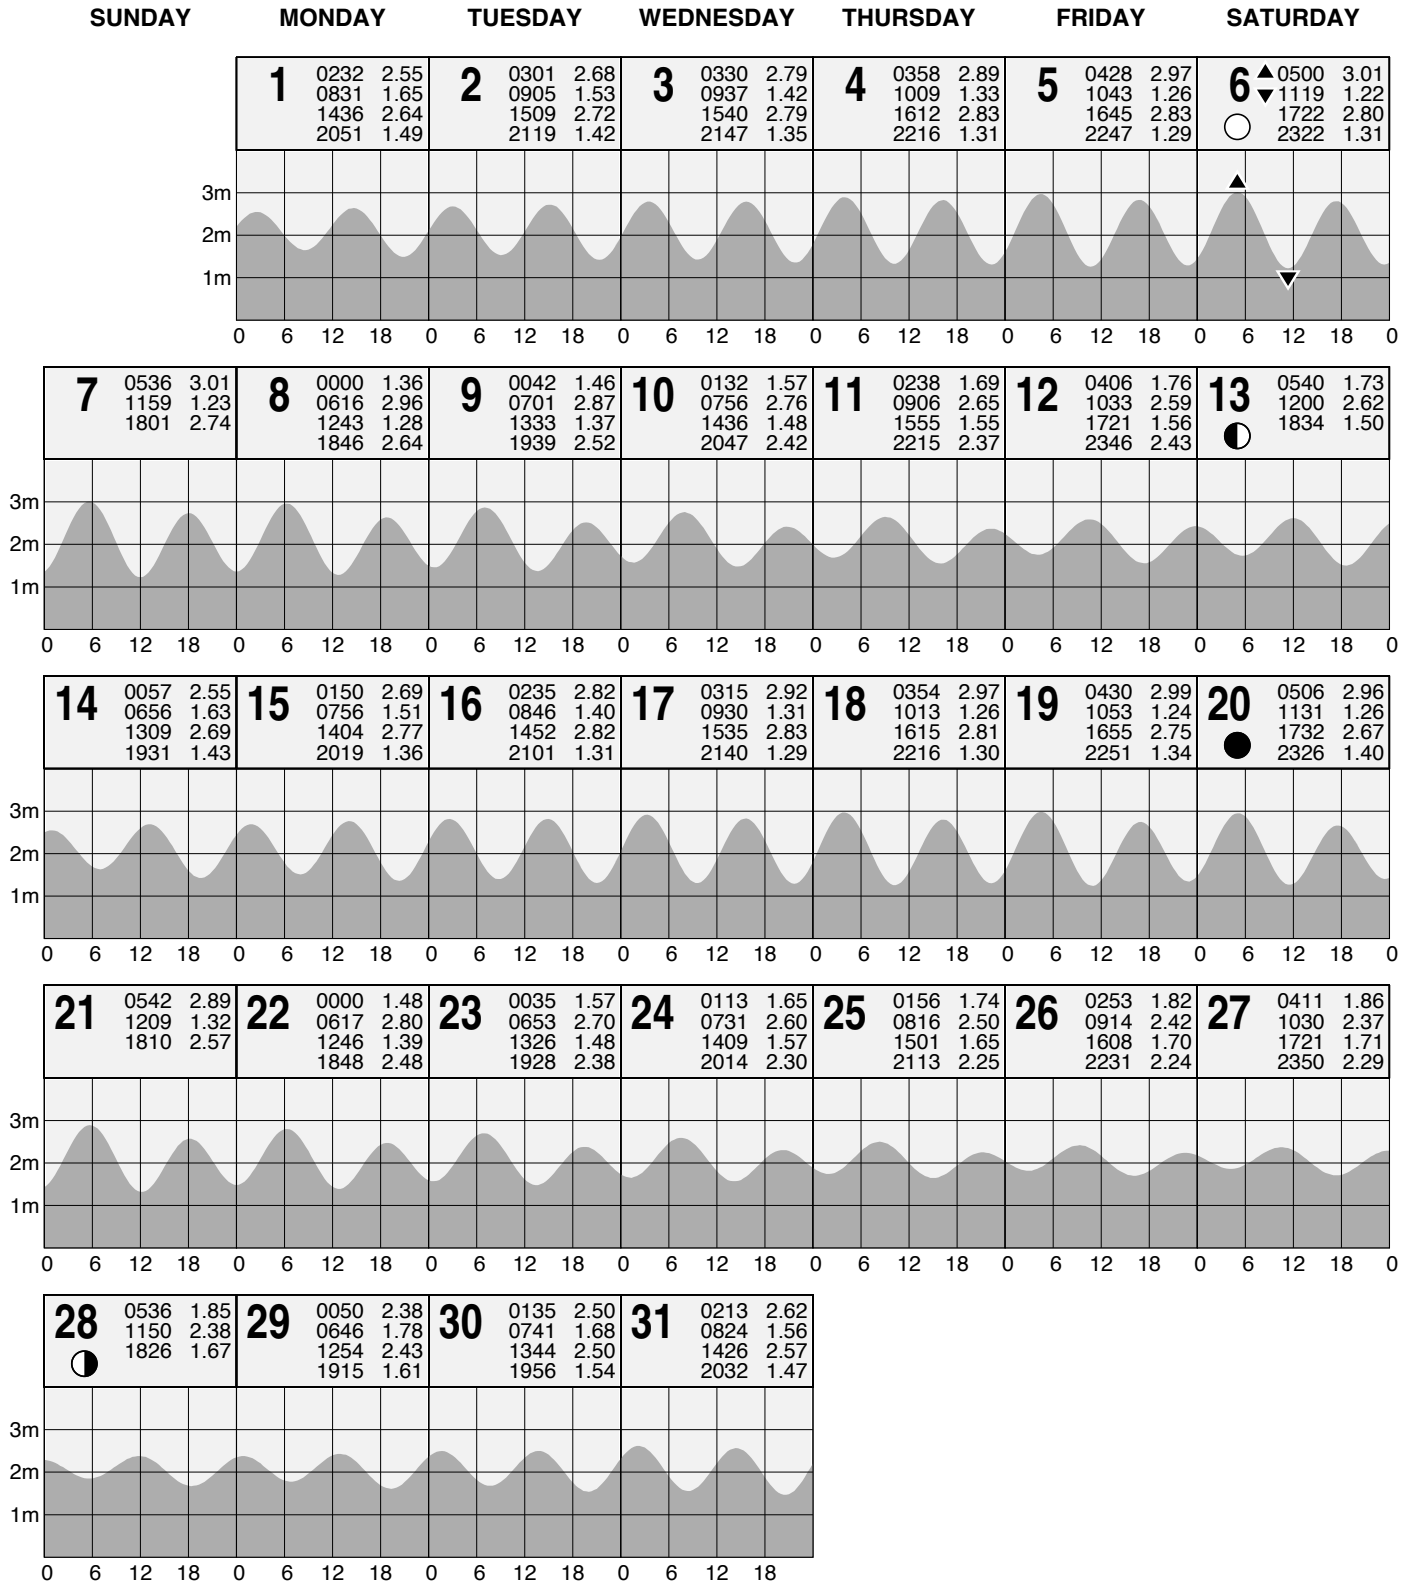 SUNDAY MONDAY TUESDAY WEDNESDAY THURSDAY FRIDAY SATURDAY
1 0232 2.55
0831 1.65
1436 2.64
2051 1.49
2 0301 2.68
0905 1.53
1509 2.72
2119 1.42
3 0330 2.79
0937 1.42
1540 2.79
2147 1.35
4 0358 2.89
1009 1.33
1612 2.83
2216 1.31
5 0428 2.97
1043 1.26
1645 2.83
2247 1.29
6 0500 3.01
1119 1.22
1722 2.80
2322 1.31
3m
2m
1m
0 6 12 18 0 6 12 18 0 6 12 18 0 6 12 18 0 6 12 18 0 6 12 18 0
7 0536 3.01
1159 1.23
1801 2.74
8 0000 1.36
0616 2.96
1243 1.28
1846 2.64
9 0042 1.46
0701 2.87
1333 1.37
1939 2.52
10 0132 1.57
0756 2.76
1436 1.48
2047 2.42
11 0238 1.69
0906 2.65
1555 1.55
2215 2.37
12 0406 1.76
1033 2.59
1721 1.56
2346 2.43
13 0540 1.73
1200 2.62
1834 1.50
3m
2m
1m
0 6 12 18 0 6 12 18 0 6 12 18 0 6 12 18 0 6 12 18 0 6 12 18 0 6 12 18 0
14 0057 2.55
0656 1.63
1309 2.69
1931 1.43
15 0150 2.69
0756 1.51
1404 2.77
2019 1.36
16 0235 2.82
0846 1.40
1452 2.82
2101 1.31
17 0315 2.92
0930 1.31
1535 2.83
2140 1.29
18 0354 2.97
1013 1.26
1615 2.81
2216 1.30
19 0430 2.99
1053 1.24
1655 2.75
2251 1.34
20 0506 2.96
1131 1.26
1732 2.67
2326 1.40
3m
2m
1m
0 6 12 18 0 6 12 18 0 6 12 18 0 6 12 18 0 6 12 18 0 6 12 18 0 6 12 18 0
21 0542 2.89
1209 1.32
1810 2.57
22 0000 1.48
0617 2.80
1246 1.39
1848 2.48
23 0035 1.57
0653 2.70
1326 1.48
1928 2.38
24 0113 1.65
0731 2.60
1409 1.57
2014 2.30
25 0156 1.74
0816 2.50
1501 1.65
2113 2.25
26 0253 1.82
0914 2.42
1608 1.70
2231 2.24
27 0411 1.86
1030 2.37
1721 1.71
2350 2.29
3m
2m
1m
0 6 12 18 0 6 12 18 0 6 12 18 0 6 12 18 0 6 12 18 0 6 12 18 0 6 12 18 0
28 0536 1.85
1150 2.38
1826 1.67
29 0050 2.38
0646 1.78
1254 2.43
1915 1.61
30 0135 2.50
0741 1.68
1344 2.50
1956 1.54
31 0213 2.62
0824 1.56
1426 2.57
2032 1.47
3m
2m
1m
0 6 12 18 0 6 12 18 0 6 12 18 0 6 12 18